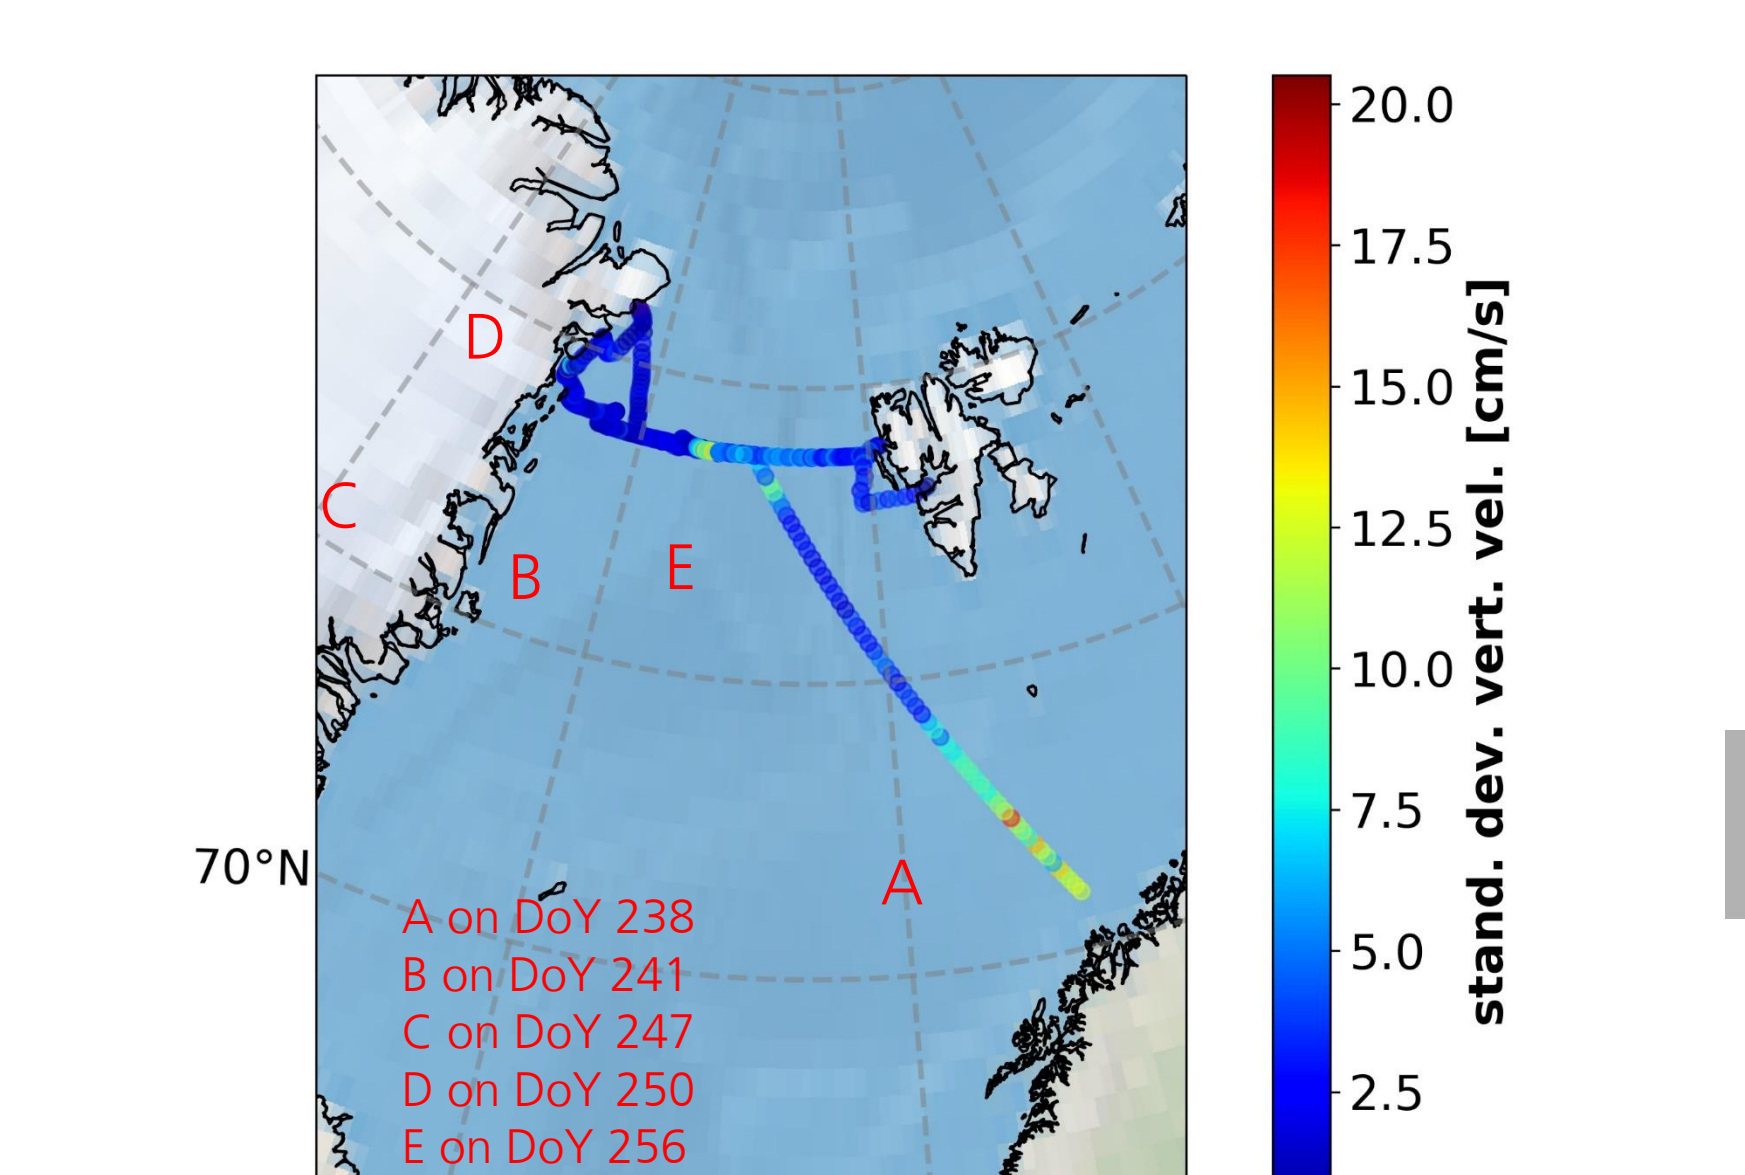 20.0
17.5
D
15.0
C
12.5
B
E
10.0
7.5
stand. dev. vert. vel. [cm/s]
70°N
A
A on DoY 238
5.0
B on DoY 241
C on DoY 247
D on DoY 250
2.5
E on DoY 256